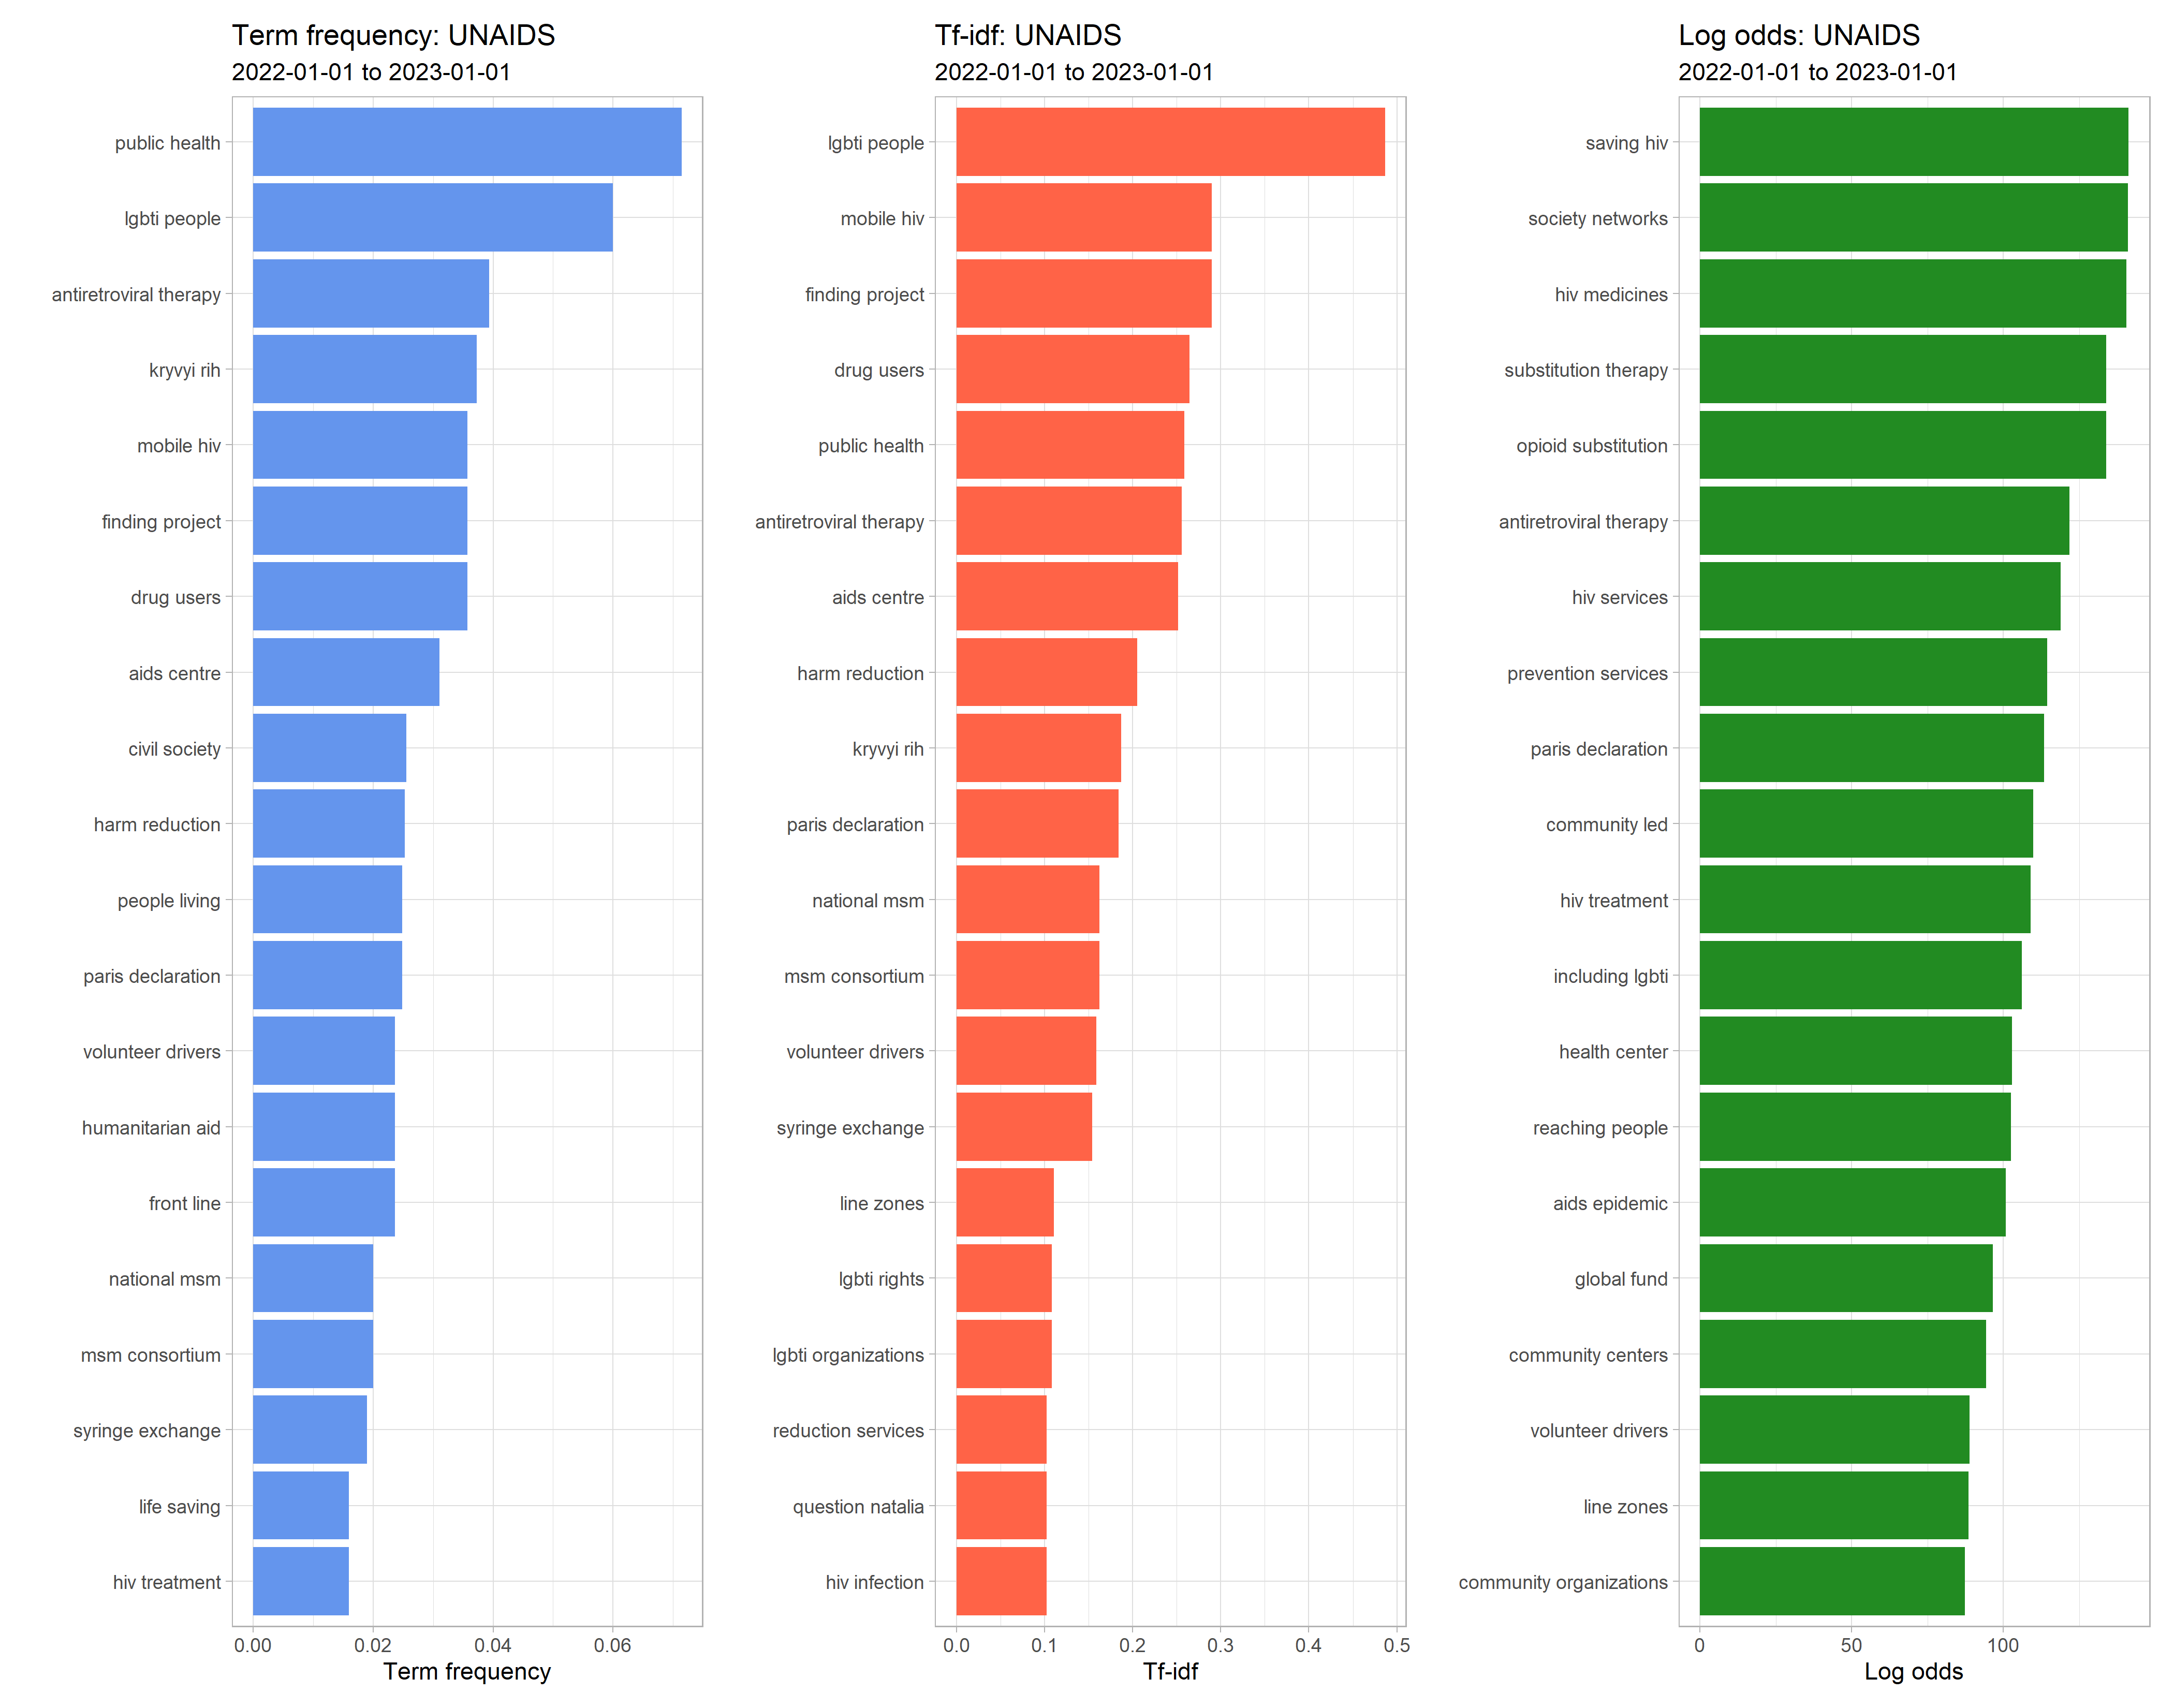 Term frequency: UNAIDS
2022-01-01 to 2023-01-01
public health
lgbti people
antiretroviral therapy
kryvyi rih
mobile hiv
finding project
drug users
aids centre
civil society
harm reduction
people living
paris declaration
volunteer drivers
humanitarian aid
front line
national msm
msm consortium
syringe exchange
life saving
hiv treatment
0.00 0.02 0.04 0.06
Term frequency
Tf-idf: UNAIDS
2022-01-01 to 2023-01-01
lgbti people
mobile hiv
finding project
drug users
public health
antiretroviral therapy
aids centre
harm reduction
kryvyi rih
paris declaration
national msm
msm consortium
volunteer drivers
syringe exchange
line zones
lgbti rights
lgbti organizations
reduction services
question natalia
hiv infection
0.0 0.1 0.2 0.3 0.4 0.5
Tf-idf
Log odds: UNAIDS
2022-01-01 to 2023-01-01
saving hiv
society networks
hiv medicines
substitution therapy
opioid substitution
antiretroviral therapy
hiv services
prevention services
paris declaration
community led
hiv treatment
including lgbti
health center
reaching people
aids epidemic
global fund
community centers
volunteer drivers
line zones
community organizations
0 50 100
Log odds